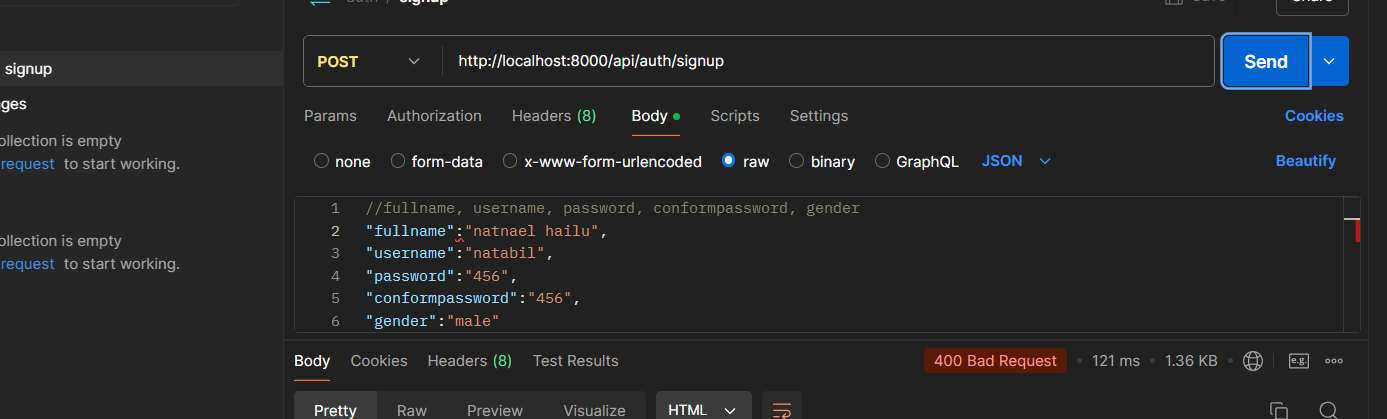 auth / signup Save Share
signup
POST http://localhost:8000/api/auth/signup Send
Params Authorization Headers (8) Body Scripts Settings Cookies
ges
ollection is empty
request to start working.
none form-data x-www-form-urlencoded raw binary GraphQL JSON Beautify
1 //fullname, username, password, conformpassword, gender
2 "fullname":"natnael hailu",
3 "username":"natabil",
4 "password":"456",
5 "conformpassword":"456",
6 "gender":"male"
ollection is empty
request to start working.
Body Cookies Headers (8) Test Results 400 Bad Request 121 ms 1.36 KB e.g.
Pretty Raw Preview Visualize HTML